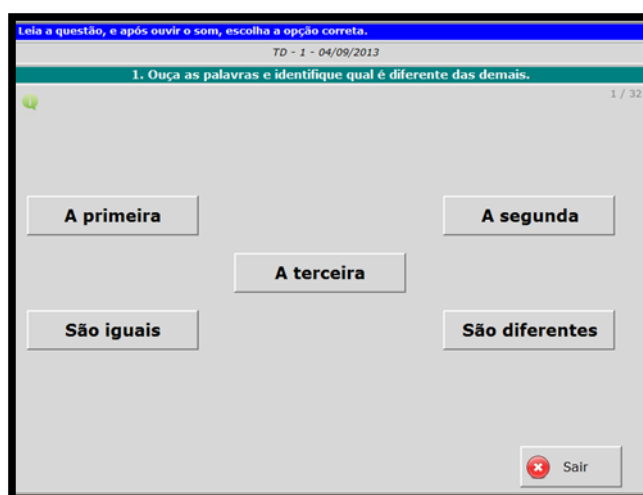 Leia a questão, e após ouvir o som, escolha a opção correta.
TD - 1 - 04/09/2013
1. Ouça as palavras e identifique qual é diferente das demais.
1 / 32
A primeira
A segunda
A terceira
São iguais
São diferentes
Sair